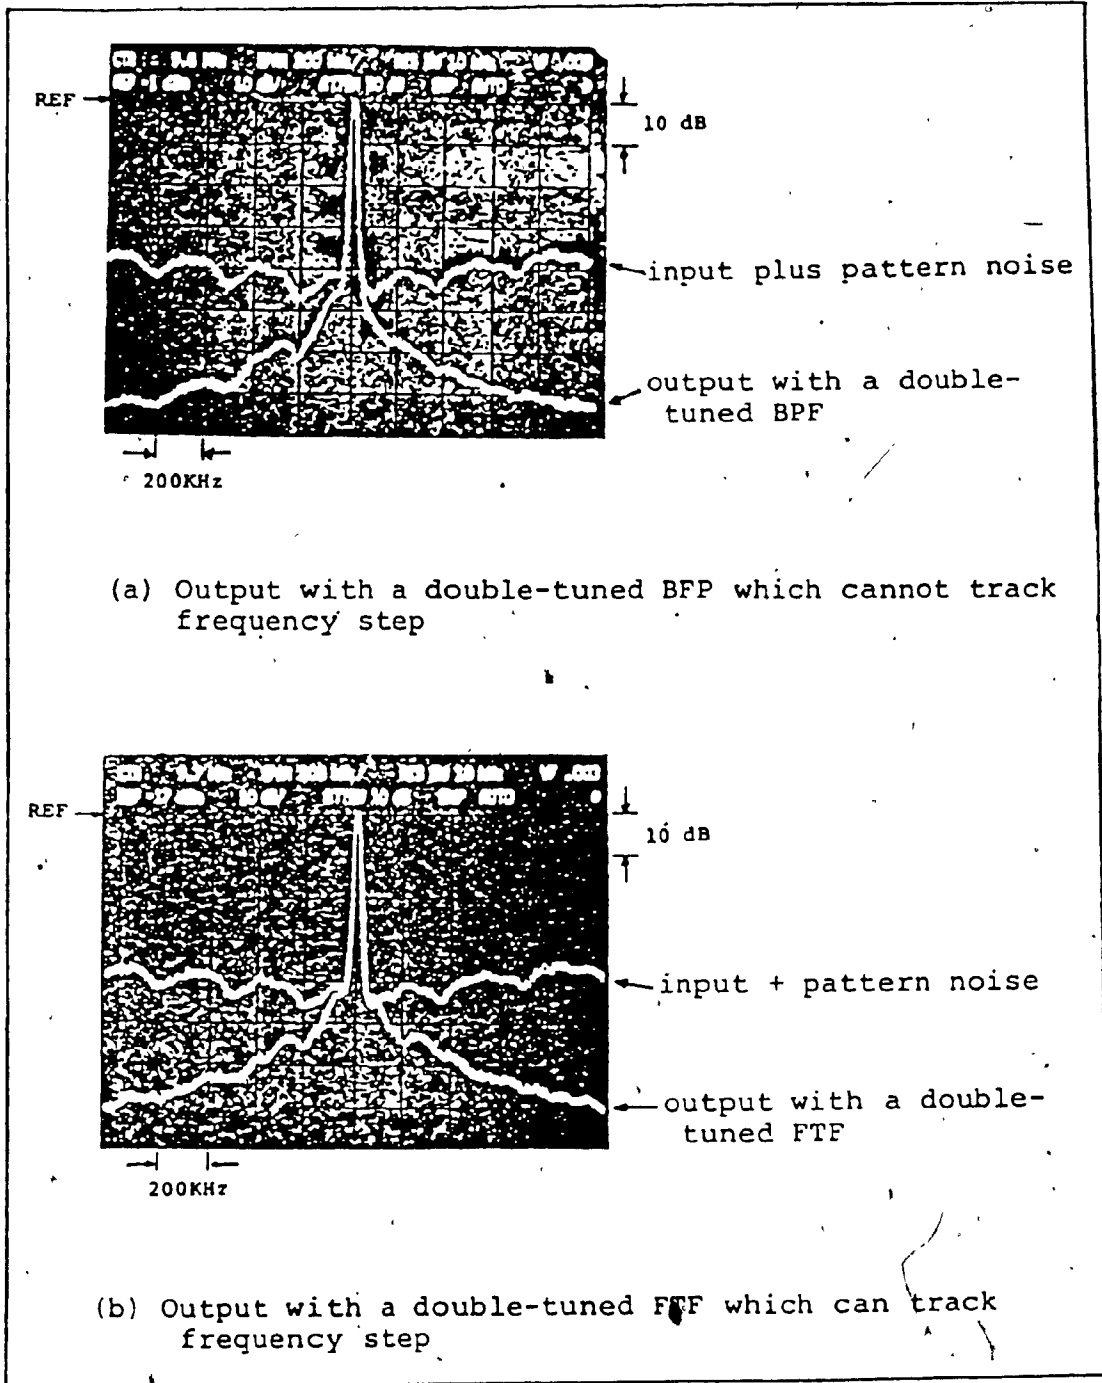 REF
10 dB
input plus pattern noise
output with a double-
tuned BPF
200KHz
(a) Output with a double-tuned BFP which cannot track
frequency step
REF
10 dB
input + pattern noise
output with a double-
tuned FTF
200KHz
(b) Output with a double-tuned FTF which can track
frequency step